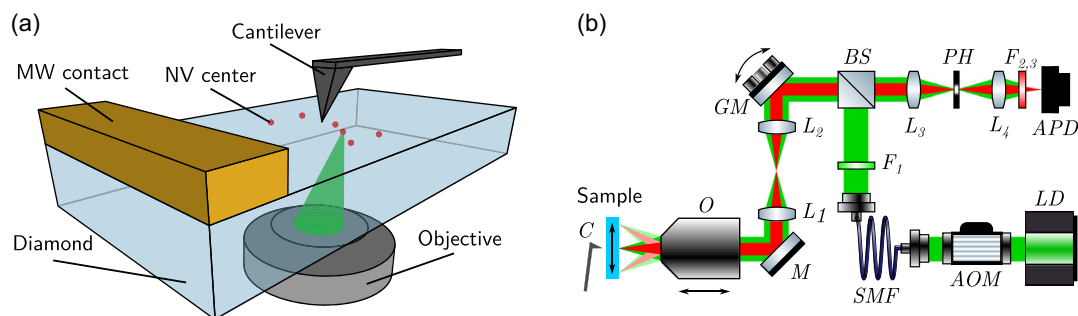 (a)
Cantilever
MW contact
NV center
Diamond
Objective
(b)
BS
PH
F2,3
GM
L2
L3
L4
APD
F1
Sample
C
O
L1
M
LD
SMF
AOM